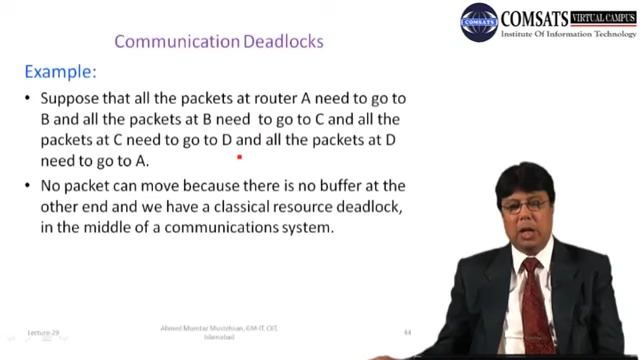 COMSATS VIRTUAL CAMPUS
Institute Of Information Technology
Communication Deadlocks
Example:
• Suppose that all the packets at router A need to go to
B and all the packets at B need to go to C and all the
packets at C need to go to D and all the packets at D
need to go to A.
• No packet can move because there is no buffer at the
other end and we have a classical resource deadlock,
in the middle of a communications system.
Lecture-29
Ahmed Mumtaz Mustehsan, GM-IT, CIIT,
Islamabad
44